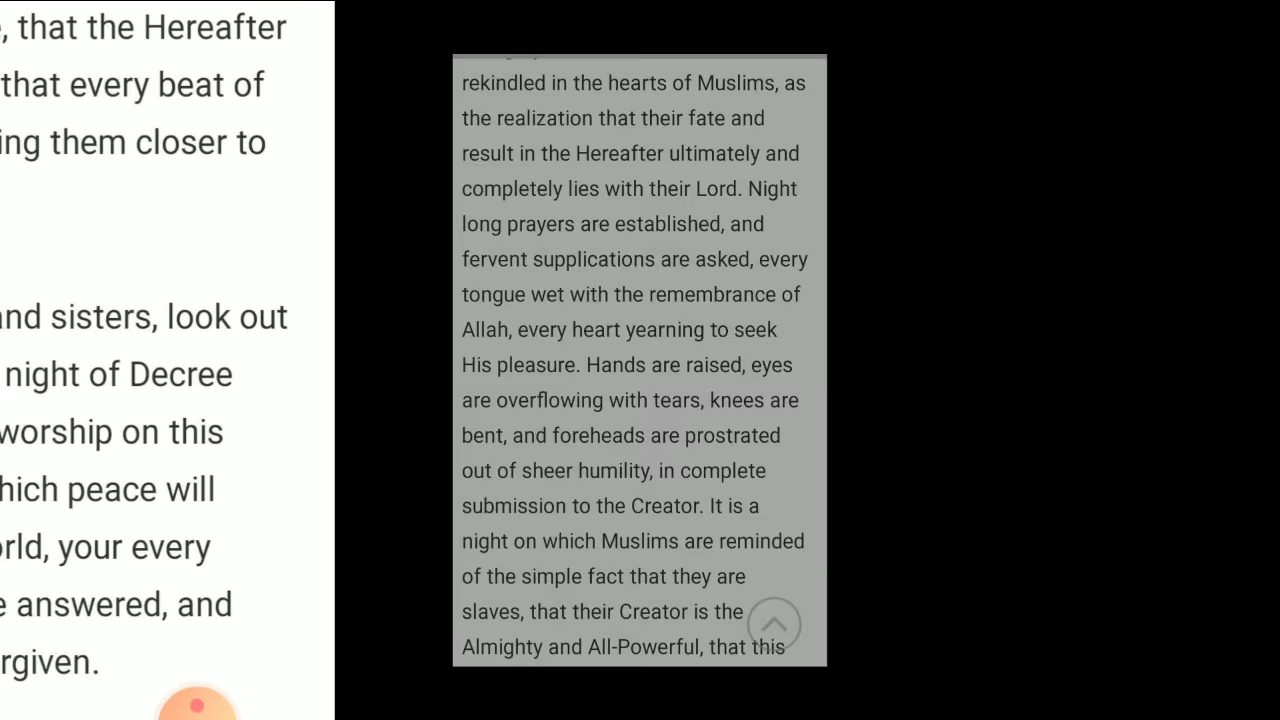 , that the Hereafter
that every beat of
ing them closer to
and sisters, look out
night of Decree
worship on this
hich peace will
rld, your every
answered, and
rgiven.
rekindled in the hearts of Muslims, as
the realization that their fate and
result in the Hereafter ultimately and
completely lies with their Lord. Night
long prayers are established, and
fervent supplications are asked, every
tongue wet with the remembrance of
Allah, every heart yearning to seek
His pleasure. Hands are raised, eyes
are overflowing with tears, knees are
bent, and foreheads are prostrated
out of sheer humility, in complete
submission to the Creator. It is a
night on which Muslims are reminded
of the simple fact that they are
slaves, that their Creator is the
Almighty and All-Powerful, that this